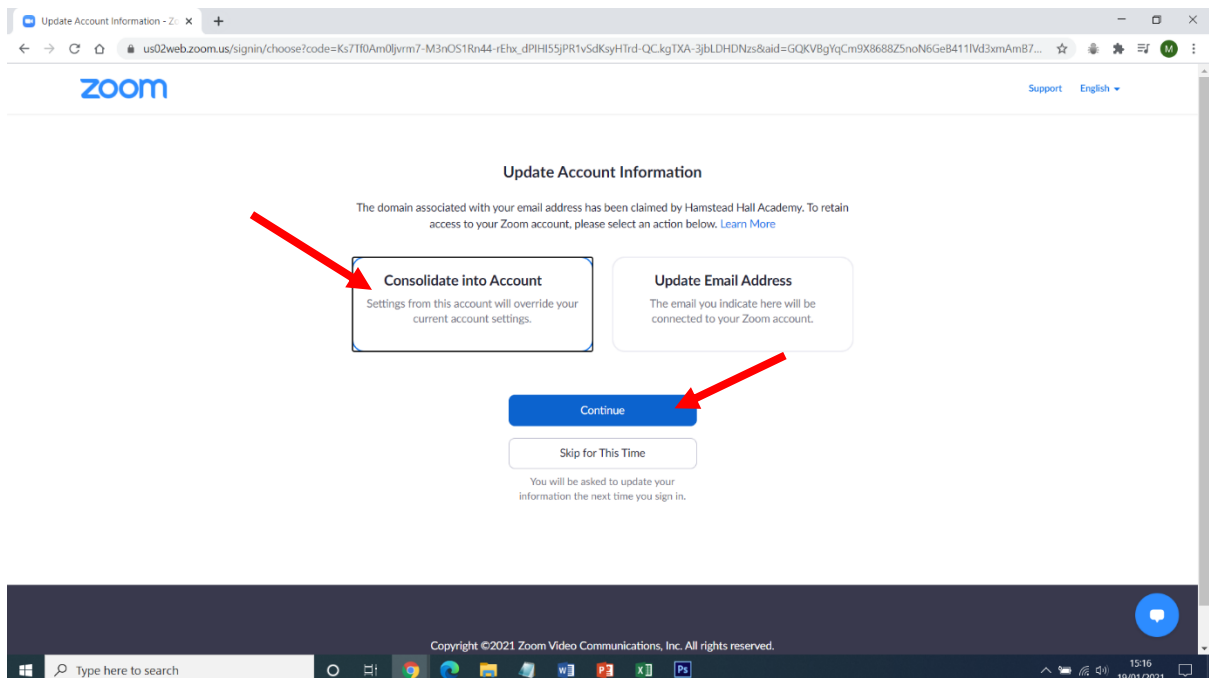 Update Account Information - Zo
us02web.zoom.us/signin/choose?code=Ks7Tf0Am0ljvrm7-M3nOS1Rn44-rEhx_dPIHI55jPR1vSdKsyHTrd-QC.kgTXA-3jbLDHDNzs&aid=GQKVBgYqCm9X8688Z5noN6GeB411lVd3xmAmB7...
M
zoom
Support English
Update Account Information
The domain associated with your email address has been claimed by Hamstead Hall Academy. To retain
access to your Zoom account, please select an action below. Learn More
Consolidate into Account
Settings from this account will override your
current account settings.
Update Email Address
The email you indicate here will be
connected to your Zoom account.
Continue
Skip for This Time
You will be asked to update your
information the next time you sign in.
Copyright ©2021 Zoom Video Communications, Inc. All rights reserved.
Type here to search
15:16
19/01/2021